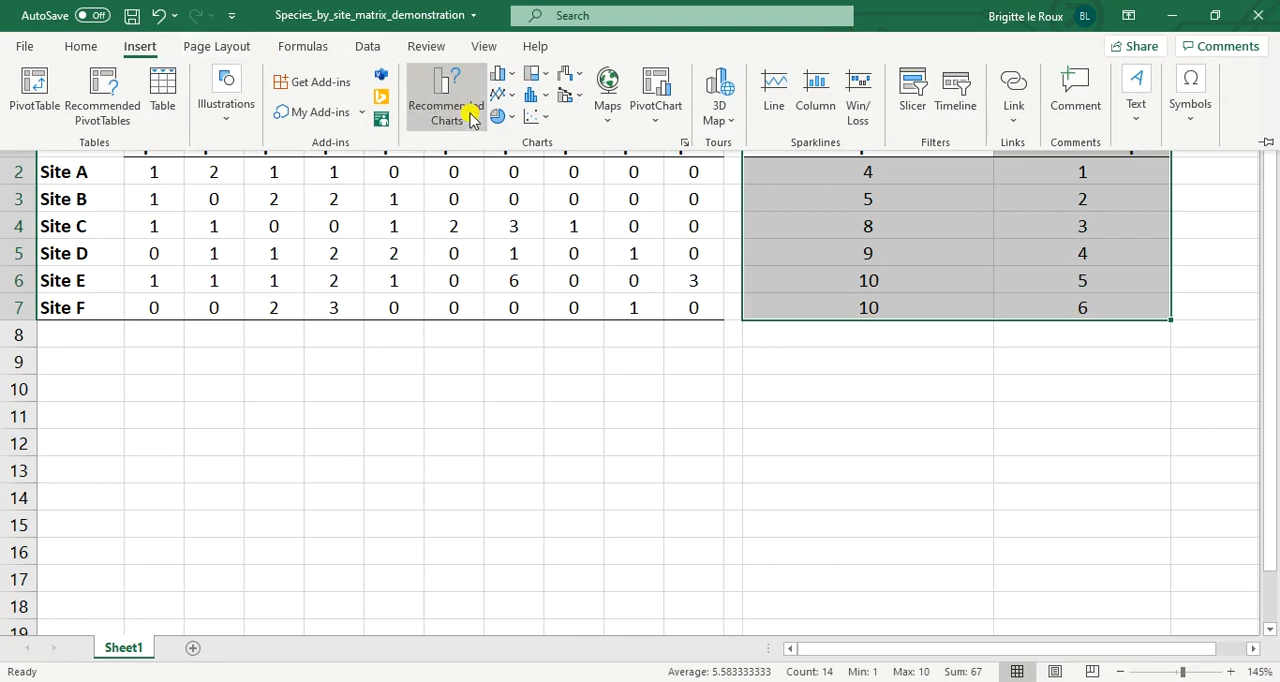 AutoSave Off Species_by_site_matrix_demonstration Search Brigitte le Roux BL
File Home Insert Page Layout Formulas Data Review View Help Share Comments
PivotTable
Recommended
PivotTables
Table
Illustrations
Get Add-ins
My Add-ins
Recommended
Charts
Maps
PivotChart
3D
Map
Line
Column
Win/
Loss
Slicer
Timeline
Link
Comment
Text
Symbols
Tables Add-ins Charts Tours Sparklines Filters Links Comments
2 Site A 1 2 1 1 0 0 0 0 0 0 4 1
3 Site B 1 0 2 2 1 0 0 0 0 0 5 2
4 Site C 1 1 0 0 1 2 3 1 0 0 8 3
5 Site D 0 1 1 2 2 0 1 0 1 0 9 4
6 Site E 1 1 1 2 1 0 6 0 0 3 10 5
7 Site F 0 0 2 3 0 0 0 0 1 0 10 6
8
9
10
11
12
13
14
15
16
17
18
19
Sheet1
Ready Average: 5.583333333 Count: 14 Min: 1 Max: 10 Sum: 67 145%